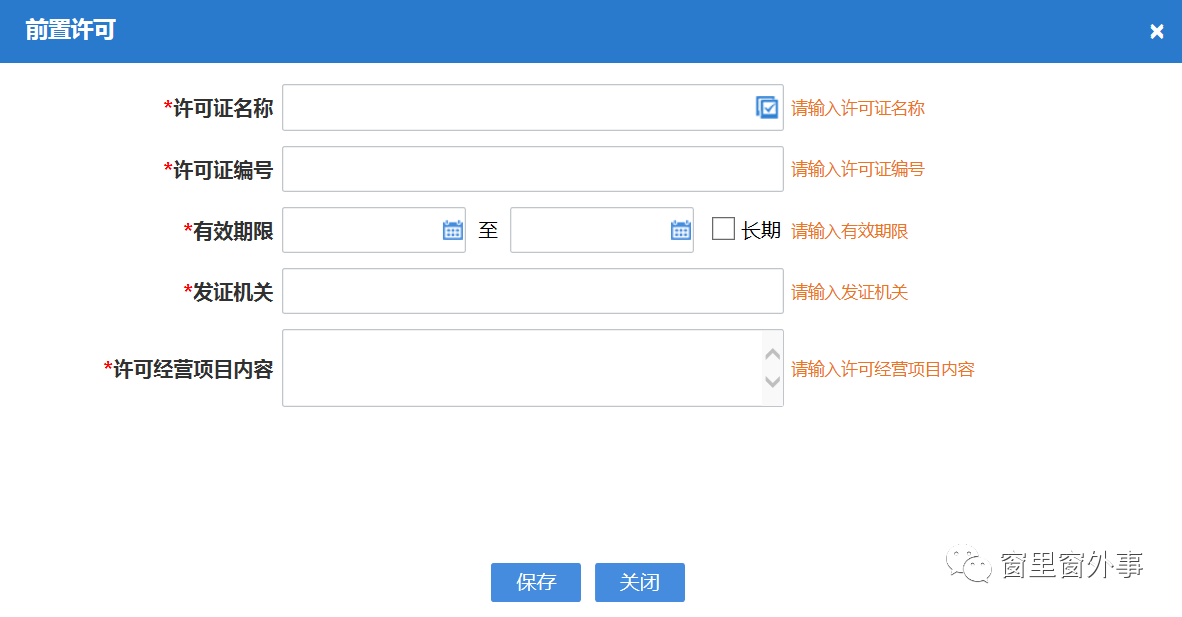 前置许可
*许可证名称 请输入许可证名称
*许可证编号 请输入许可证编号
*有效期限 至 长期 请输入有效期限
*发证机关 请输入发证机关
*许可经营项目内容 请输入许可经营项目内容
保存 关闭
窗里窗外事